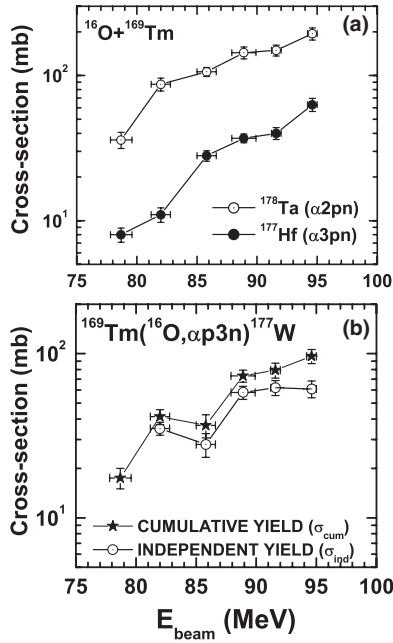 ¹⁶O+¹⁶⁹Tm
(a)
Cross-section (mb)
10²
10¹
¹⁷⁸Ta (α2pn)
¹⁷⁷Hf (α3pn)
75 80 85 90 95 100
¹⁶⁹Tm(¹⁶O,αp3n)¹⁷⁷W
(b)
Cross-section (mb)
10²
10¹
CUMULATIVE YIELD (σcum)
INDEPENDENT YIELD (σind)
75 80 85 90 95 100
Ebeam (MeV)